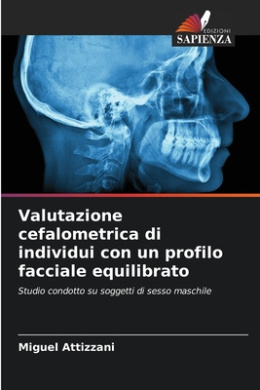 EDIZIONI
SAPIENZA
Valutazione
cefalometrica di
individui con un profilo
facciale equilibrato
Studio condotto su soggetti di sesso maschile
Miguel Attizzani